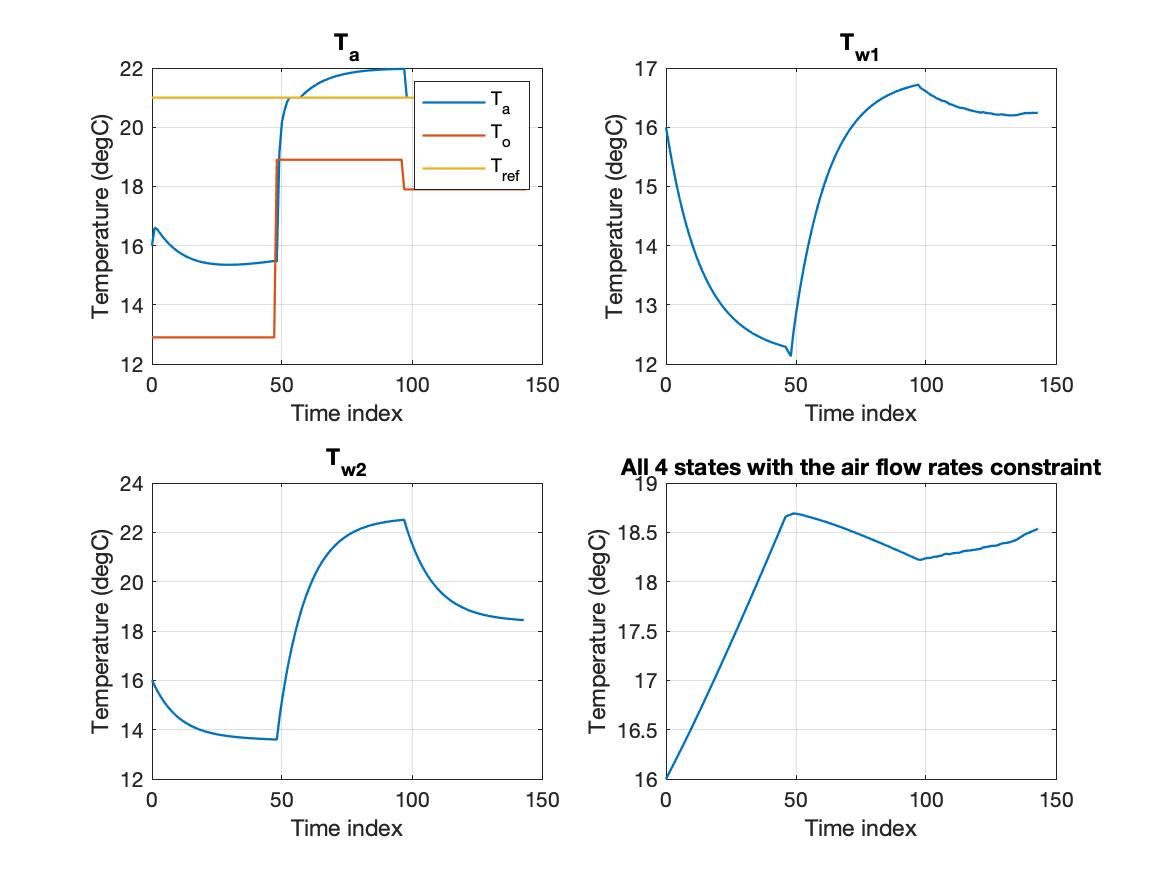 T_a
Temperature (degC)
22
20
18
16
14
12
0 50 100 150
Time index
T_a
T_o
T_ref
T_w1
Temperature (degC)
17
16
15
14
13
12
0 50 100 150
Time index
T_w2
Temperature (degC)
24
22
20
18
16
14
12
0 50 100 150
Time index
All 4 states with the air flow rates constraint
Temperature (degC)
19
18.5
18
17.5
17
16.5
16
0 50 100 150
Time index